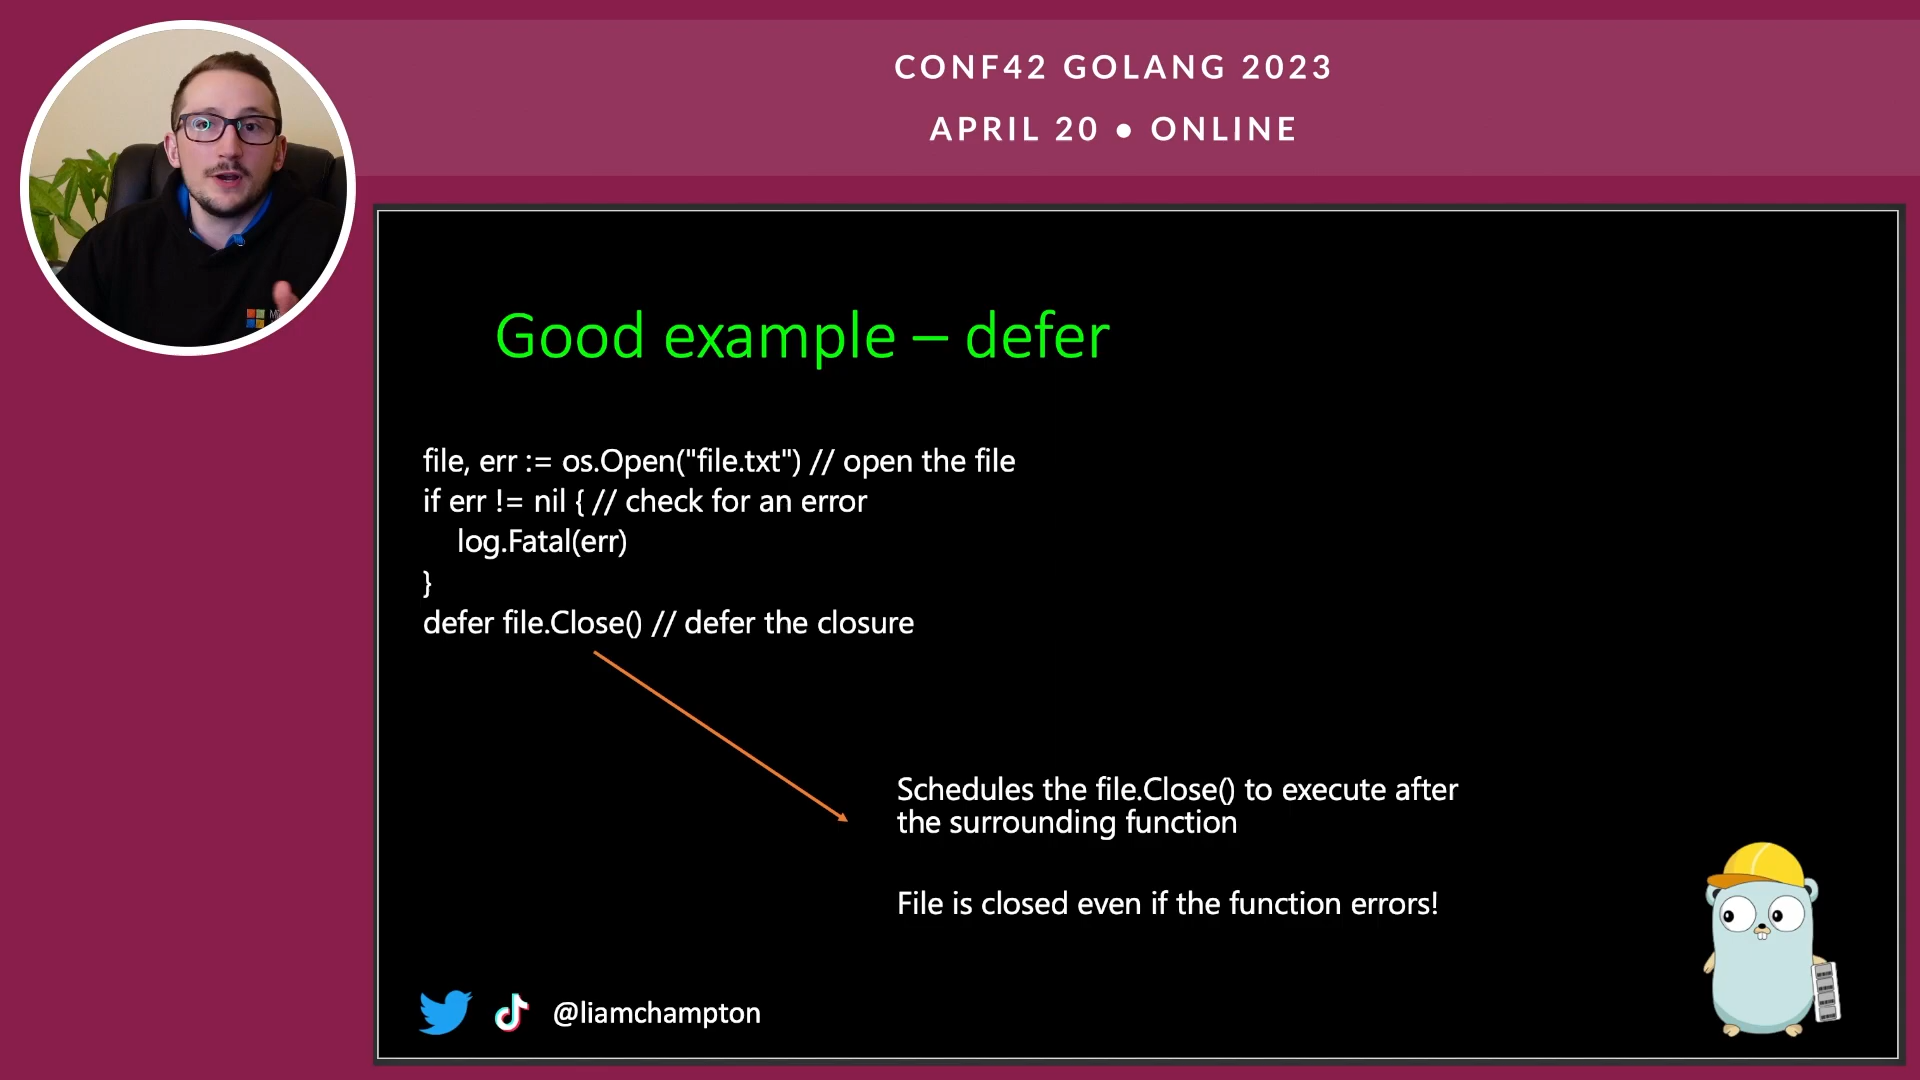 CONF42 GOLANG 2023
APRIL 20 ● ONLINE
Good example – defer
file, err := os.Open("file.txt") // open the file
if err != nil { // check for an error
log.Fatal(err)
}
defer file.Close() // defer the closure
Schedules the file.Close() to execute after
the surrounding function
File is closed even if the function errors!
@liamchampton